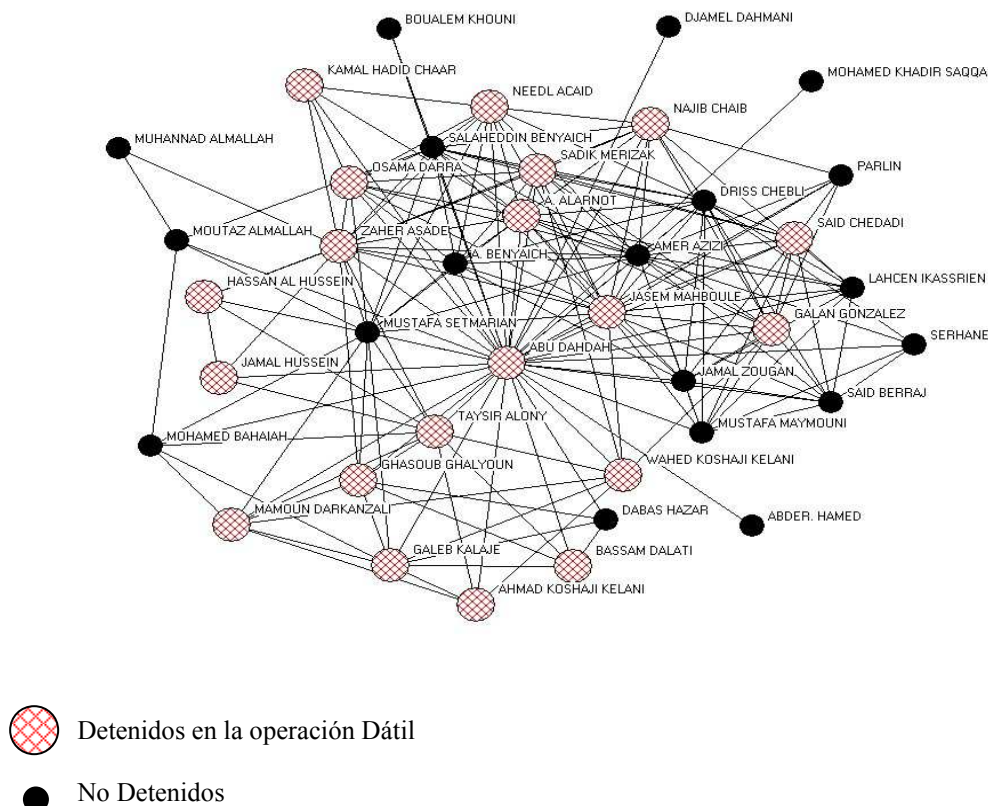 BOUALEM KHOUNI
DJAMEL DAHMANI
KAMAL HADID CHAAR
MOHAMED KHADIR SAQQA
NEEDL ACAID
NAJIB CHAIB
MUHANNAD ALMALLAH
SALAHEDDIN BENYAICH
SADIK MERIZAK
OSAMA DARRA
PARLIN
DRISS CHEBLI
A. ALARNOT
SAID CHEDADI
MOUTAZ ALMALLAH
ZAHER ASADE
AMER AZIZI
A. BENYAICH
HASSAN AL HUSSEIN
LAHCEN IKASSRIEN
JASEM MAHBOULE
GALAN GONZALEZ
MUSTAFA SETMARIAN
SERHANE
ABU DAHDAH
JAMAL HUSSEIN
JAMAL ZOUGAN
SAID BERRAJ
TAYSIR ALONY
MUSTAFA MAYMOUNI
MOHAMED BAHAIAH
GHASOUB GHALYOUN
WAHED KOSHAJI KELANI
MAMOUN DARKANZALI
DABAS HAZAR
ABDER. HAMED
GALEB KALAJE
BASSAM DALATI
AHMAD KOSHAJI KELANI
Detenidos en la operación Dátil
No Detenidos